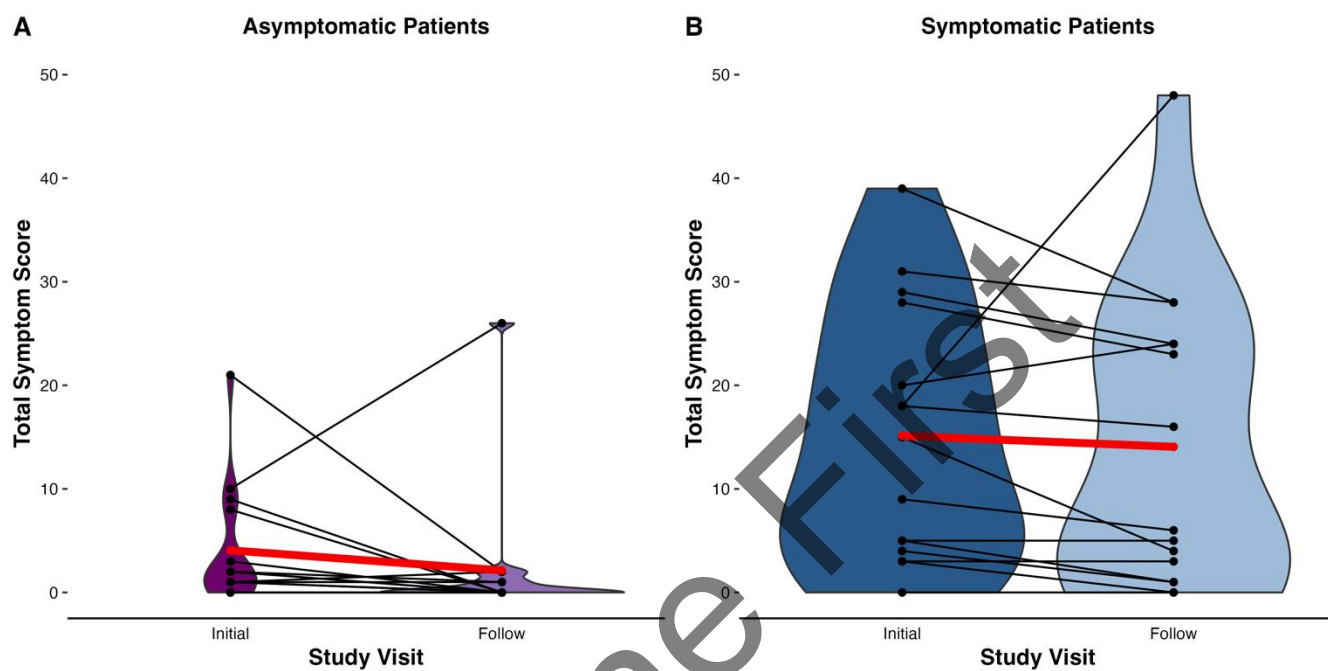 A
Asymptomatic Patients
Total Symptom Score
50
40
30
20
10
0
Initial
Follow
Study Visit
B
Symptomatic Patients
Total Symptom Score
50
40
30
20
10
0
Initial
Follow
Study Visit
First